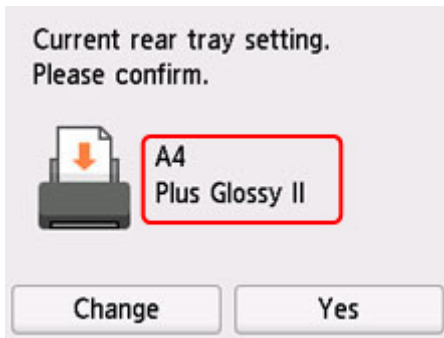 Current rear tray setting.
Please confirm.
A4
Plus Glossy II
Change
Yes